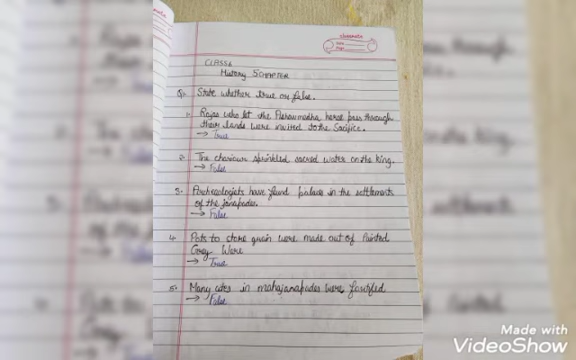 classmate
Date
Page
CLASS 6
History 5 CHAPTER
Q- State whether true or false.
1- Rajas who let the Ashvamedha horse pass through
their lands were invited to the Sacrifice.
→ True
2- The charioteer sprinkled sacred water on the king.
→ False
3- Archaeologists have found palaces in the settlements
of the Janapadas.
→ False
4- Pots to store grain were made out of Painted
Grey Ware
→ True
5- Many cities in mahajanapadas were fortified
→ False
Made with
VideoShow